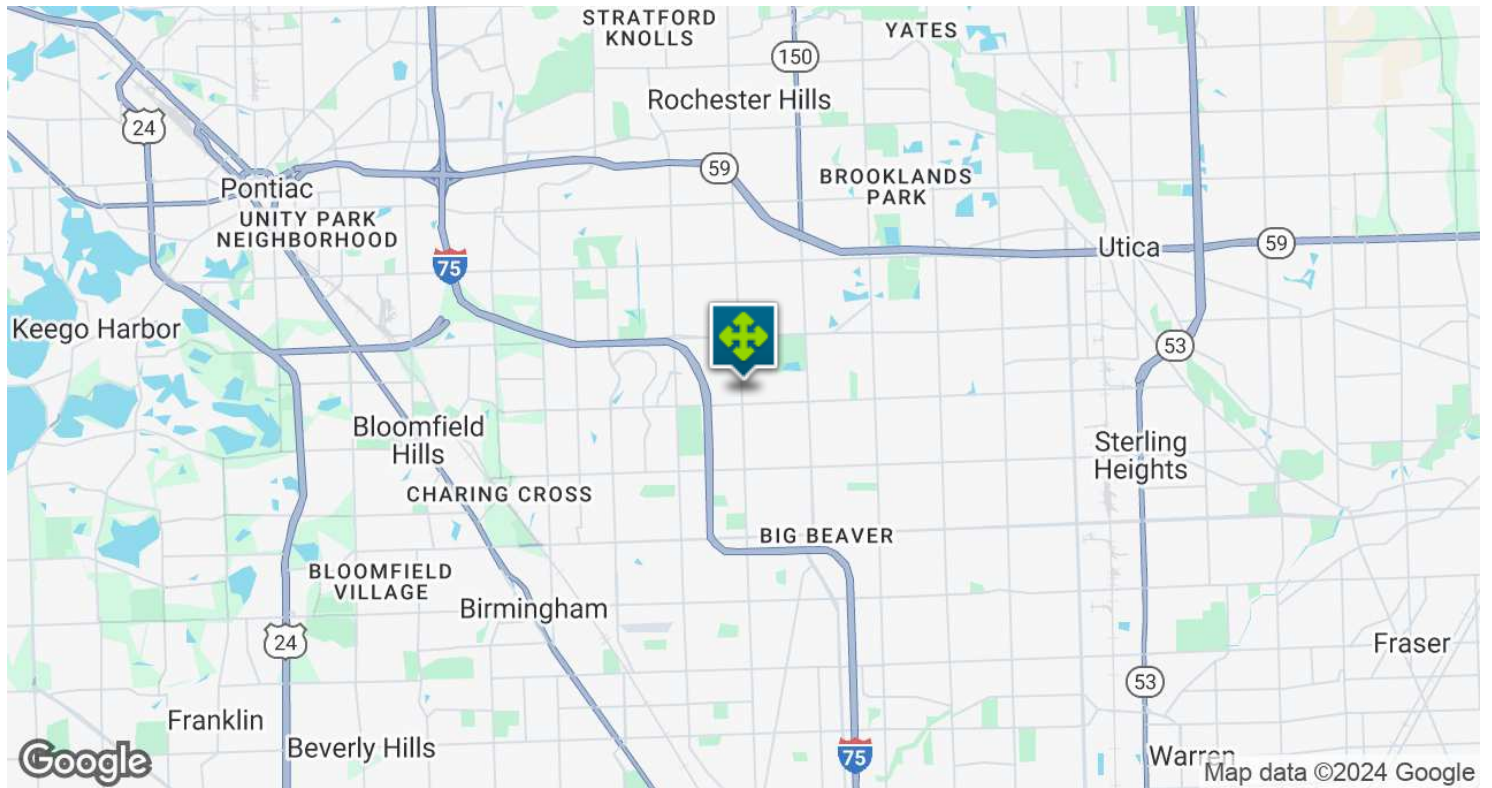 STRATFORD
KNOLLS
YATES
150
Rochester Hills
24
59
BROOKLANDS
PARK
Pontiac
UNITY PARK
NEIGHBORHOOD
Utica
59
75
Keego Harbor
53
Bloomfield
Hills
Sterling
Heights
CHARING CROSS
BIG BEAVER
BLOOMFIELD
VILLAGE
Birmingham
24
Fraser
53
Franklin
Beverly Hills
75
Warren
Google
Map data ©2024 Google